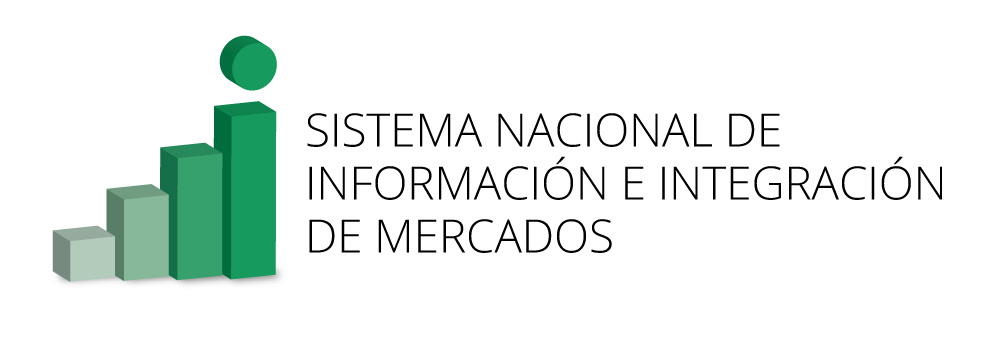 SISTEMA NACIONAL DE
INFORMACIÓN E INTEGRACIÓN
DE MERCADOS